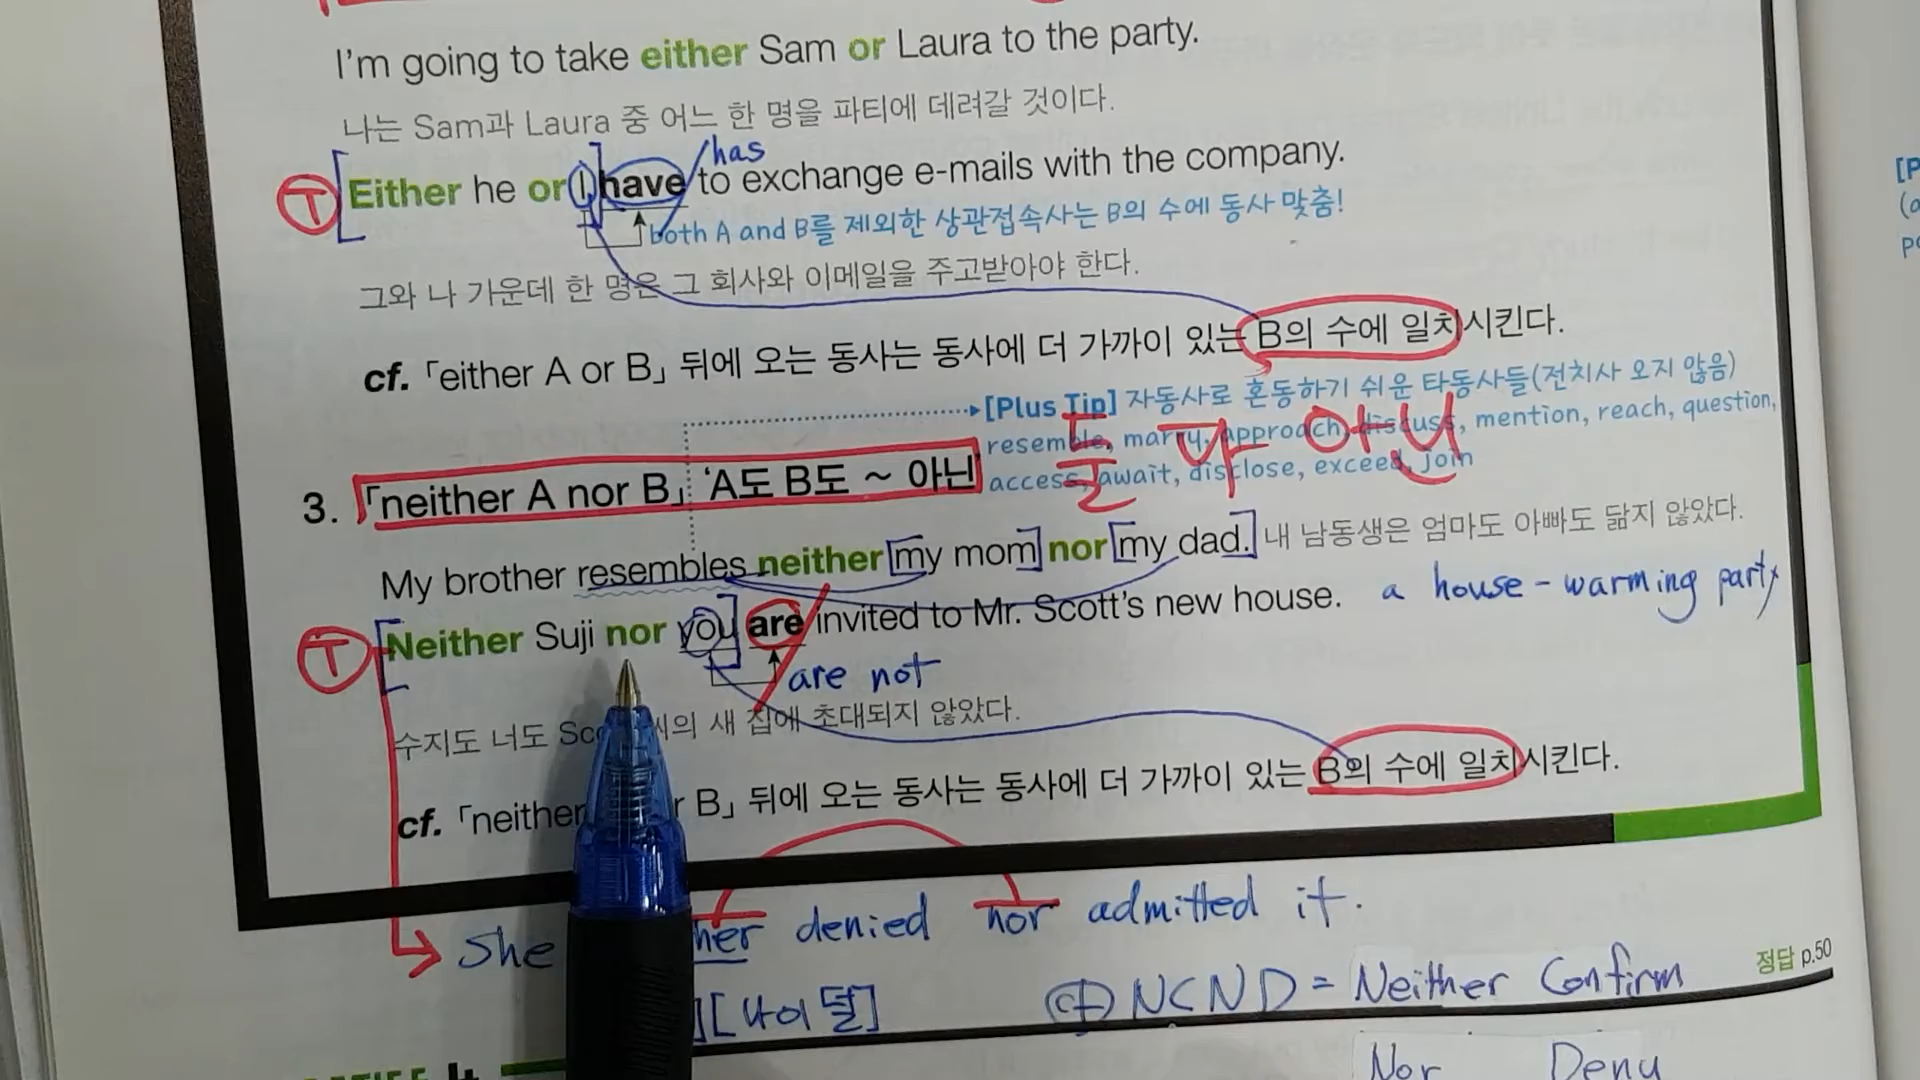 I'm going to take either Sam or Laura to the party.
나는 Sam과 Laura 중 어느 한 명을 파티에 데려갈 것이다.
has
T Either he or I have to exchange e-mails with the company.
both A and B를 제외한 상관접속사는 B의 수에 동사 맞춤!
그와 나 가운데 한 명은 그 회사와 이메일을 주고받아야 한다.
cf. 「either A or B」 뒤에 오는 동사는 동사에 더 가까이 있는 B의 수에 일치시킨다.
[Plus Tip] 자동사로 혼동하기 쉬운 타동사들(전치사 오지 않음)
resemble, marry, approach, discuss, mention, reach, question,
access, await, disclose, exceed, join
둘 다 아닌
3. 「neither A nor B」 'A도 B도 ~ 아닌
My brother resembles neither my mom nor my dad. 내 남동생은 엄마도 아빠도 닮지 않았다.
a house-warming party
T Neither Suji nor you are invited to Mr. Scott's new house.
are not
수지도 너도 씨의 새 집에 초대되지 않았다.
cf. 「neither B」 뒤에 오는 동사는 동사에 더 가까이 있는 B의 수에 일치시킨다.
She her denied nor admitted it.
정답 p.50
][나이덜] cf NCND = Neither Confirm
Nor Deny
[P